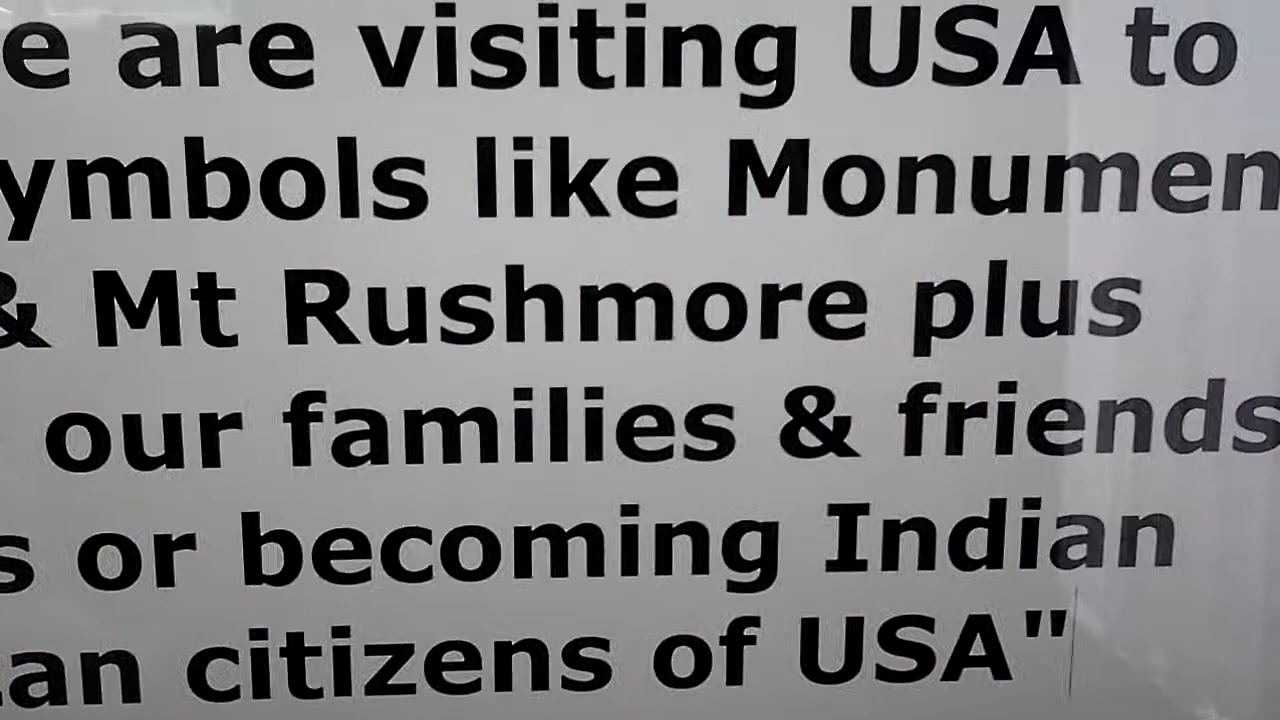 e are visiting USA to
ymbols like Monumen
& Mt Rushmore plus
our families & friends
s or becoming Indian
an citizens of USA"